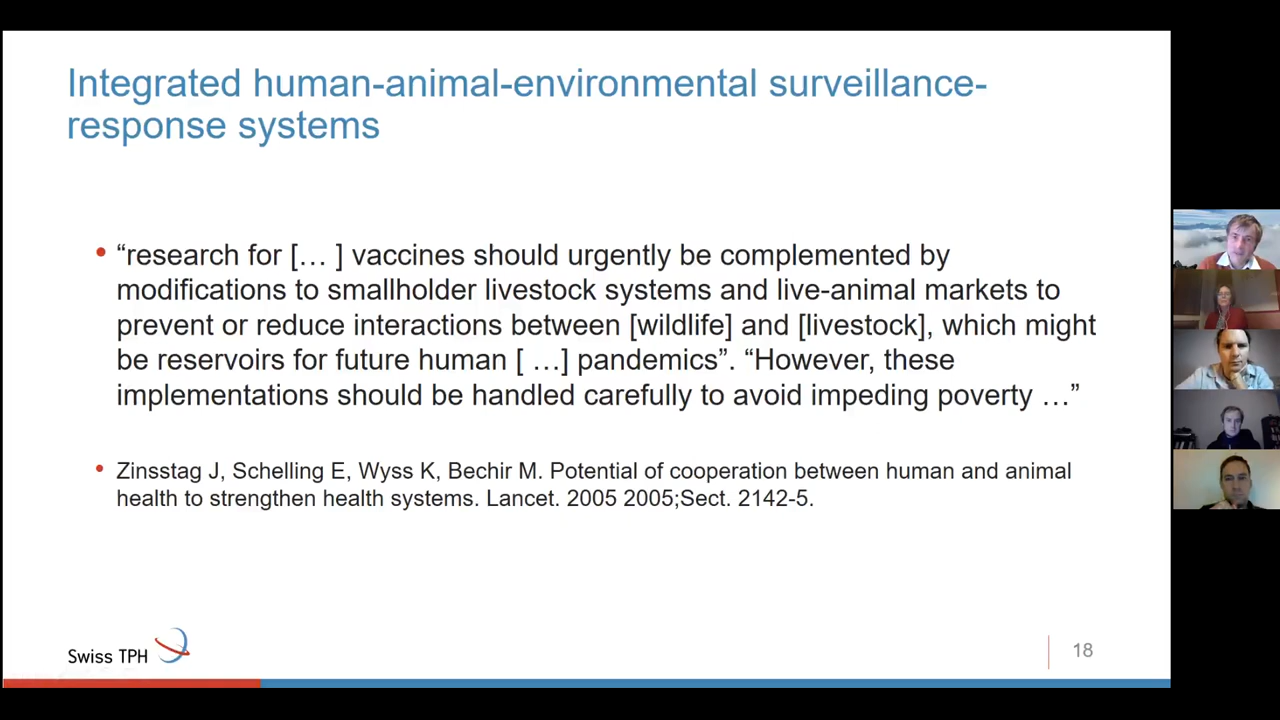 Integrated human-animal-environmental surveillance-
response systems
• “research for [… ] vaccines should urgently be complemented by
modifications to smallholder livestock systems and live-animal markets to
prevent or reduce interactions between [wildlife] and [livestock], which might
be reservoirs for future human [ …] pandemics”. “However, these
implementations should be handled carefully to avoid impeding poverty …”
• Zinsstag J, Schelling E, Wyss K, Bechir M. Potential of cooperation between human and animal
health to strengthen health systems. Lancet. 2005 2005;Sect. 2142-5.
Swiss TPH
18